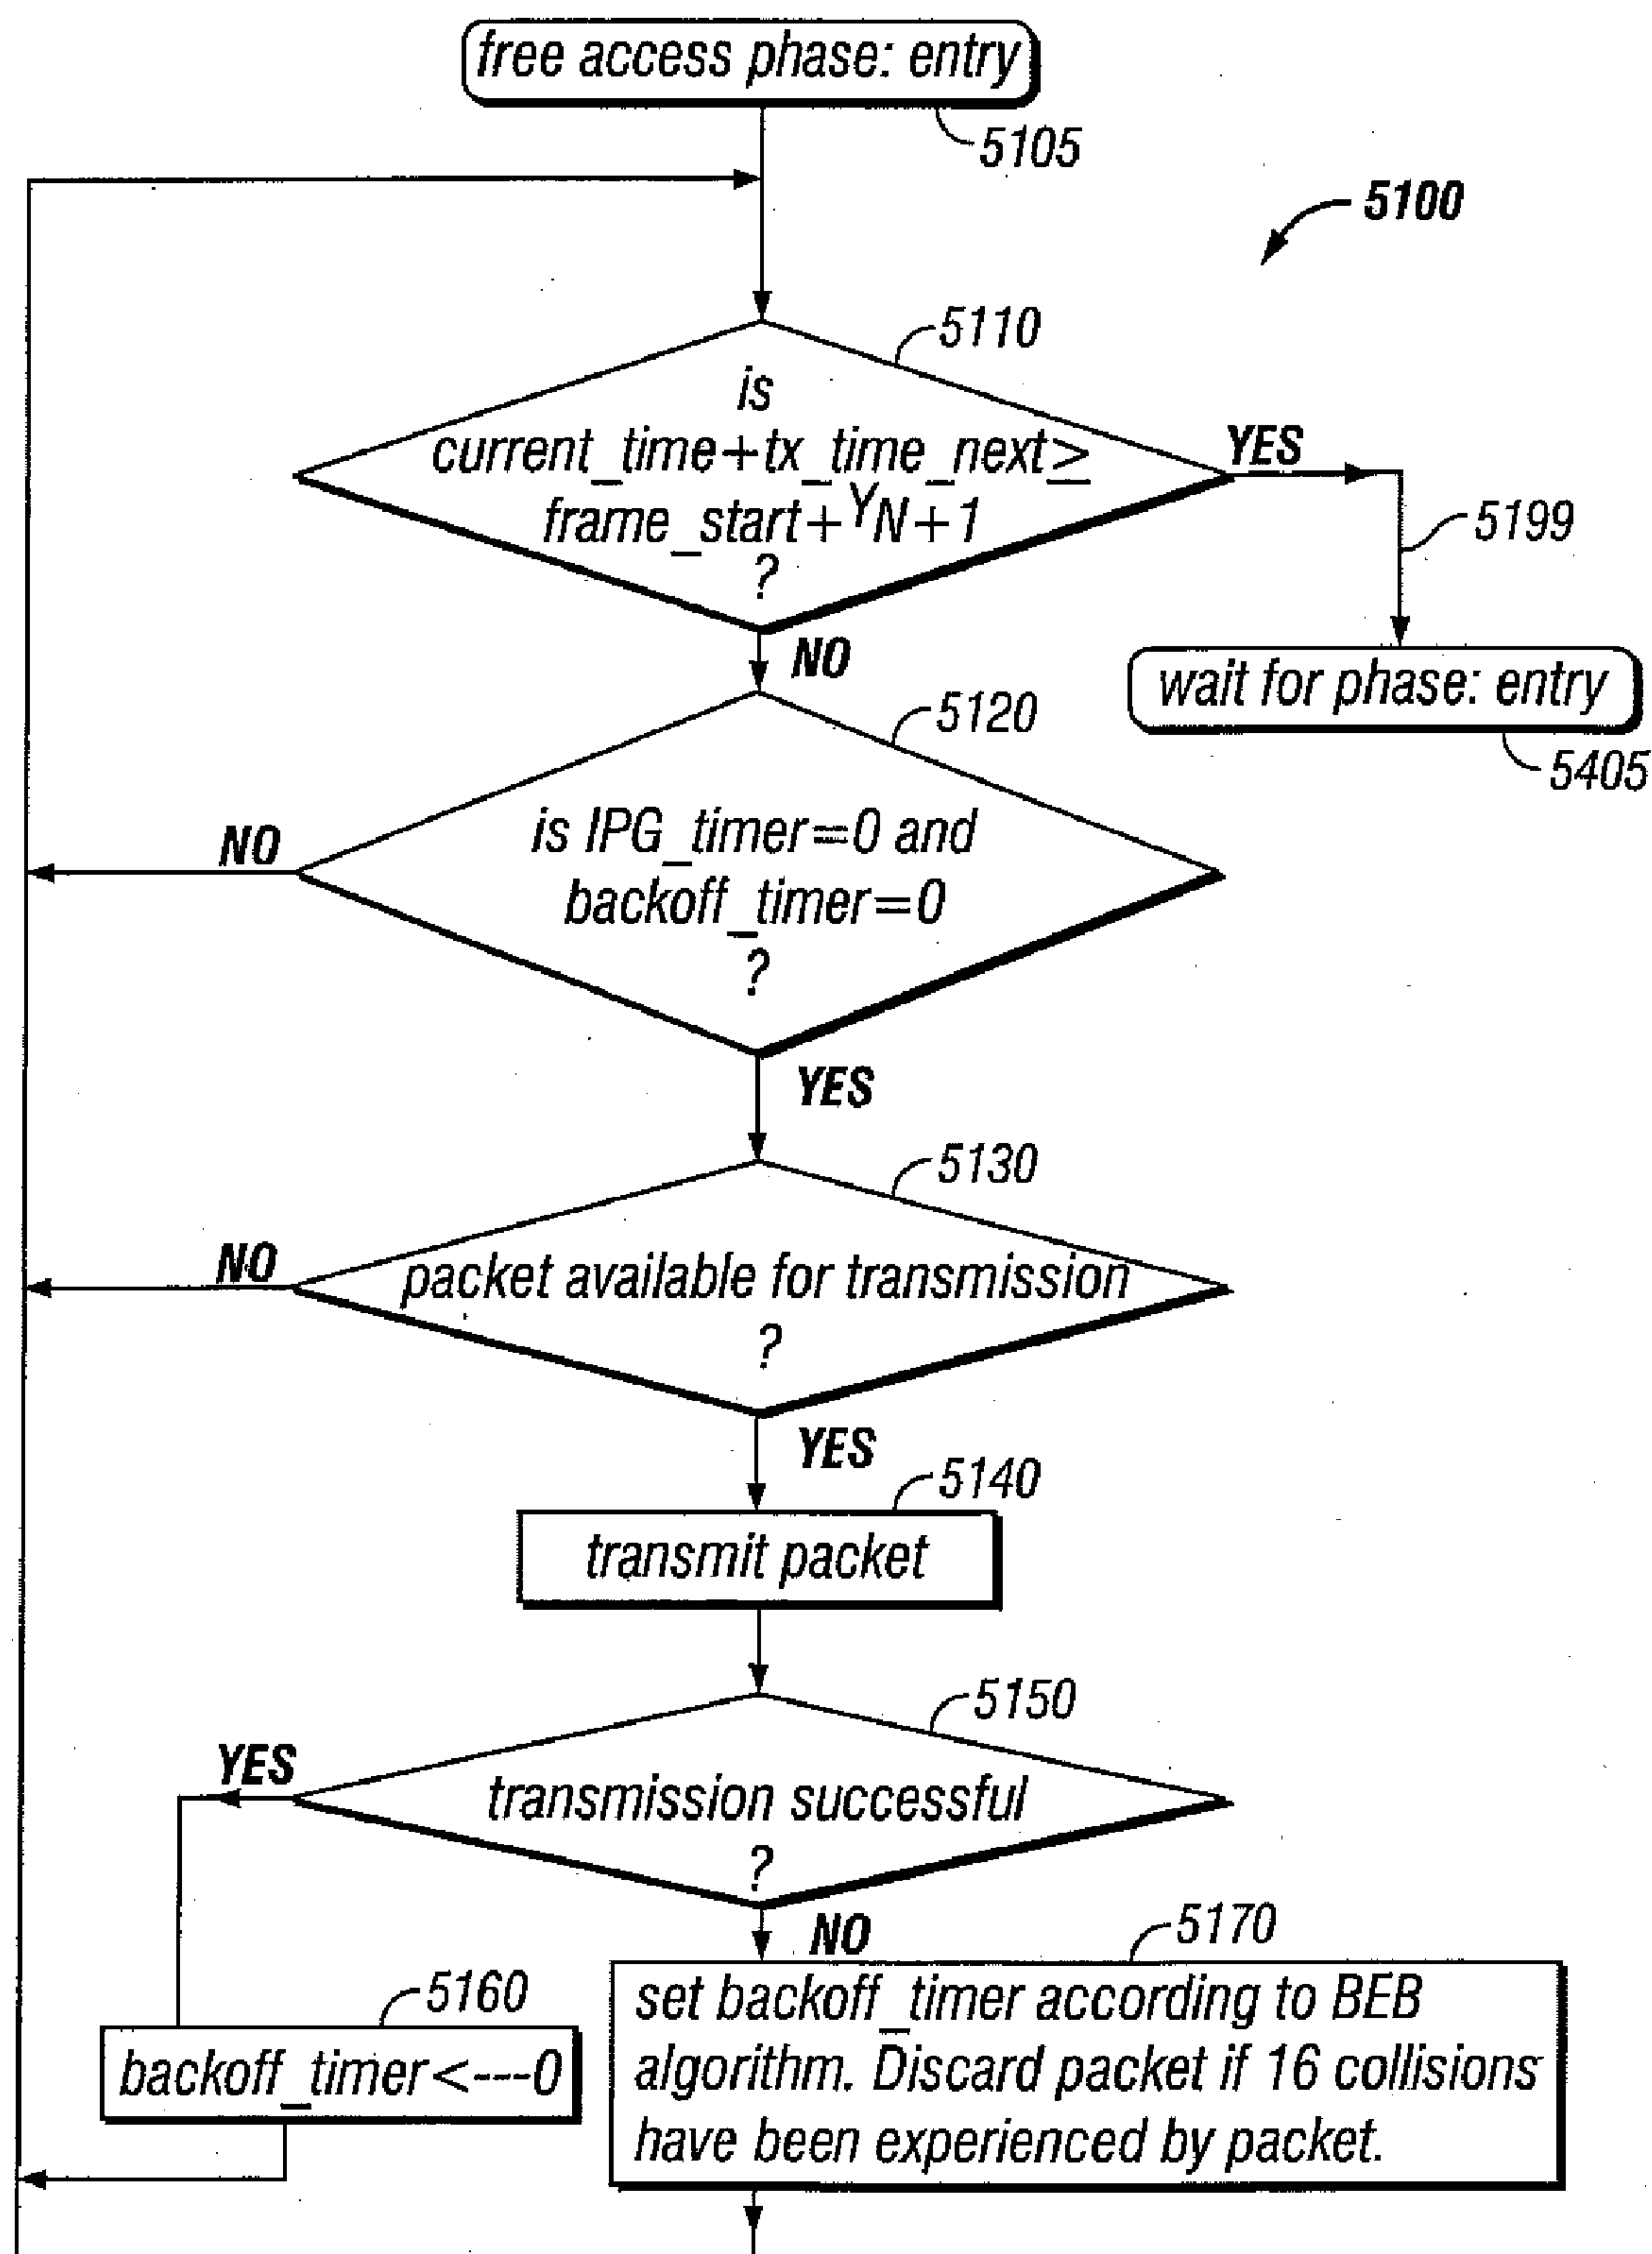 free access phase: entry
5105
5100
5110
is
current_time+tx_time_next≥
frame_start+YN+1
?
YES
5199
NO
wait for phase: entry
5405
5120
is IPG_timer=0 and
backoff_timer=0
?
NO
YES
5130
packet available for transmission
?
NO
YES
5140
transmit packet
5150
transmission successful
?
YES
NO
5160
backoff_timer<---0
5170
set backoff_timer according to BEB
algorithm. Discard packet if 16 collisions
have been experienced by packet.